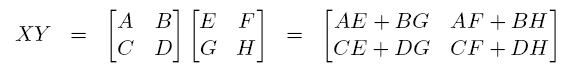 XY = [A B; C D] [E F; G H] = [AE + BG AF + BH; CE + DG CF + DH]